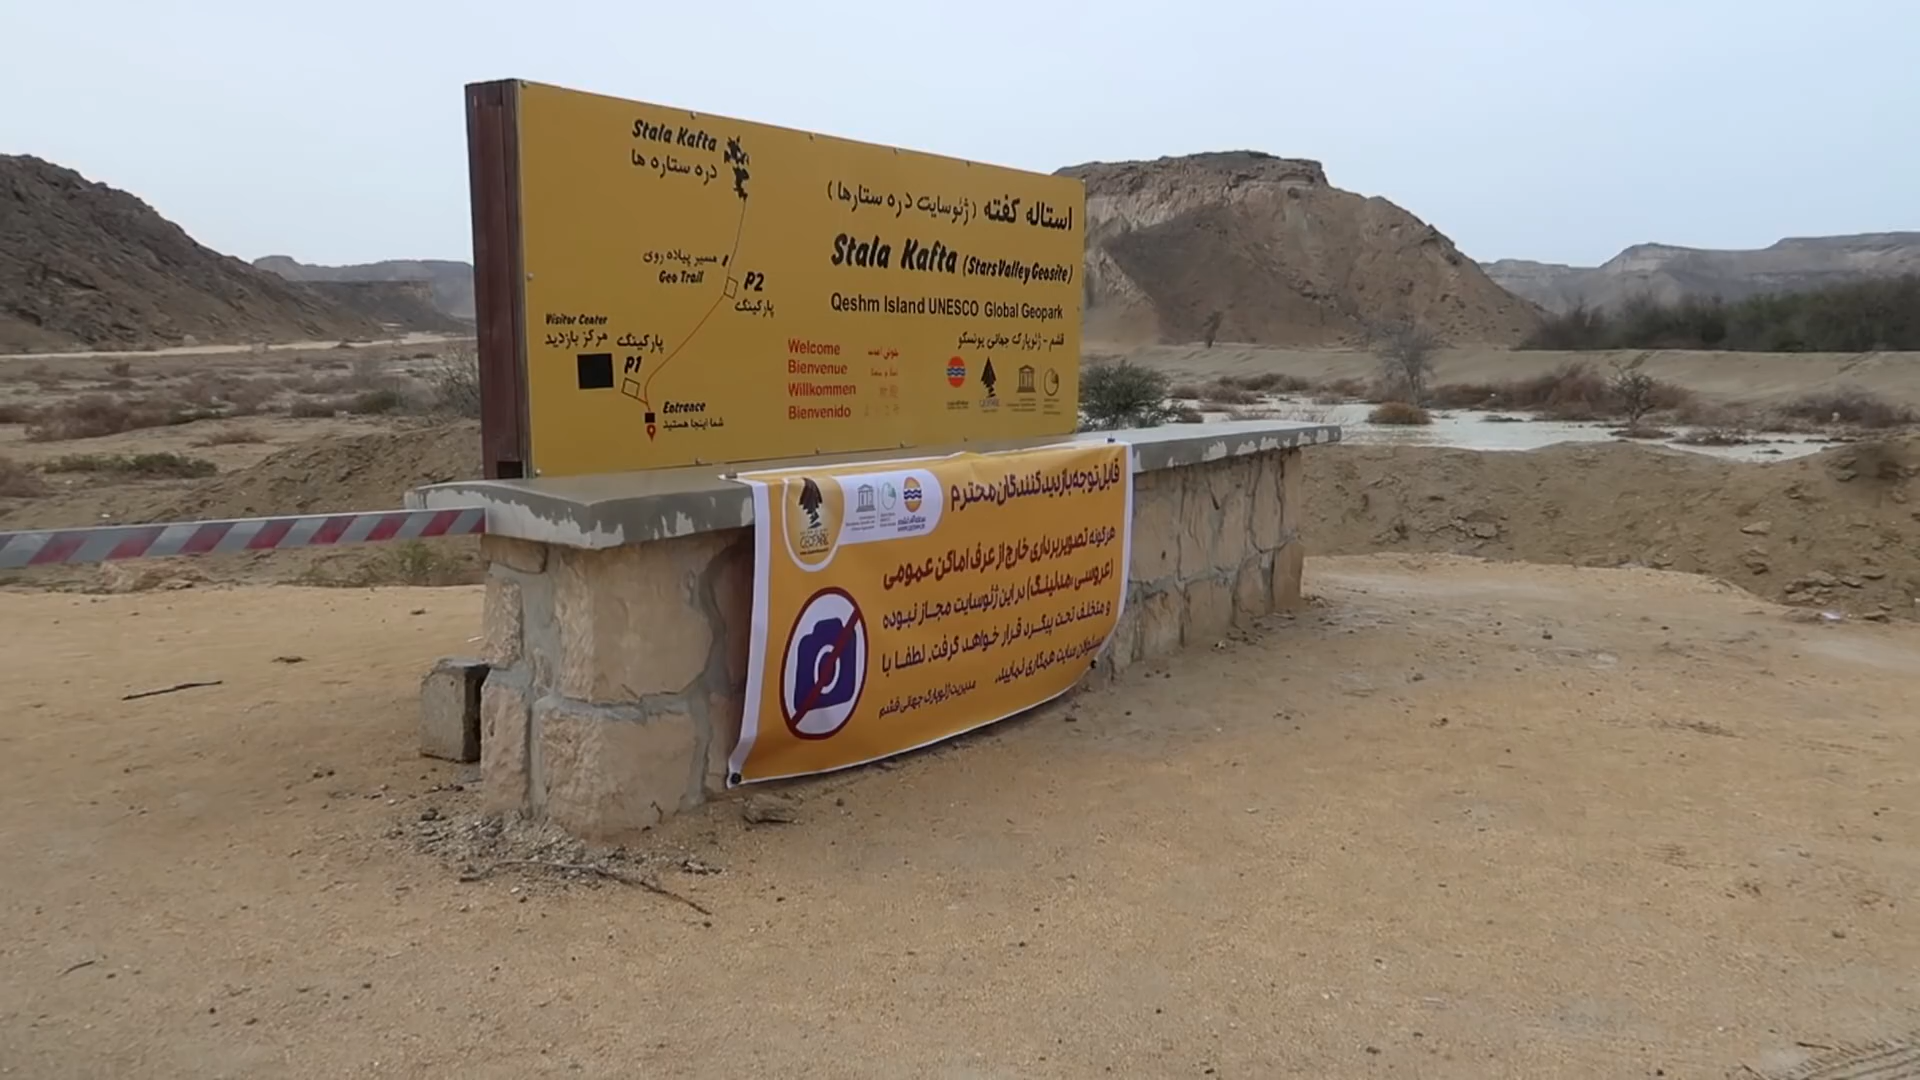 Stala Kafta
دره ستاره ها
مسیر پیاده روی
Geo Trail
P2
پارکینگ
Visitor Center
مرکز بازدید
پارکینگ
P1
Entrance
شما اینجا هستید
استاله کفته (ژئوسایت دره ستارها)
Stala Kafta (Stars Valley Geosite)
Qeshm Island UNESCO Global Geopark
قشم - ژئوپارک جهانی یونسکو
Welcome
Bienvenue
Willkommen
Bienvenido
خوش آمدید
GEOPARK
قابل توجه بازدیدکنندگان محترم
هرگونه تصویربرداری خارج از عرف اماکن عمومی
(عروسی،مدلینگ) در این ژئوسایت مجاز نبوده
و متخلف تحت پیگرد قرار خواهد گرفت. لطفا با
مسئولان سایت همکاری نمایید.
مدیریت ژئوپارک جهانی قشم
GEOPARK